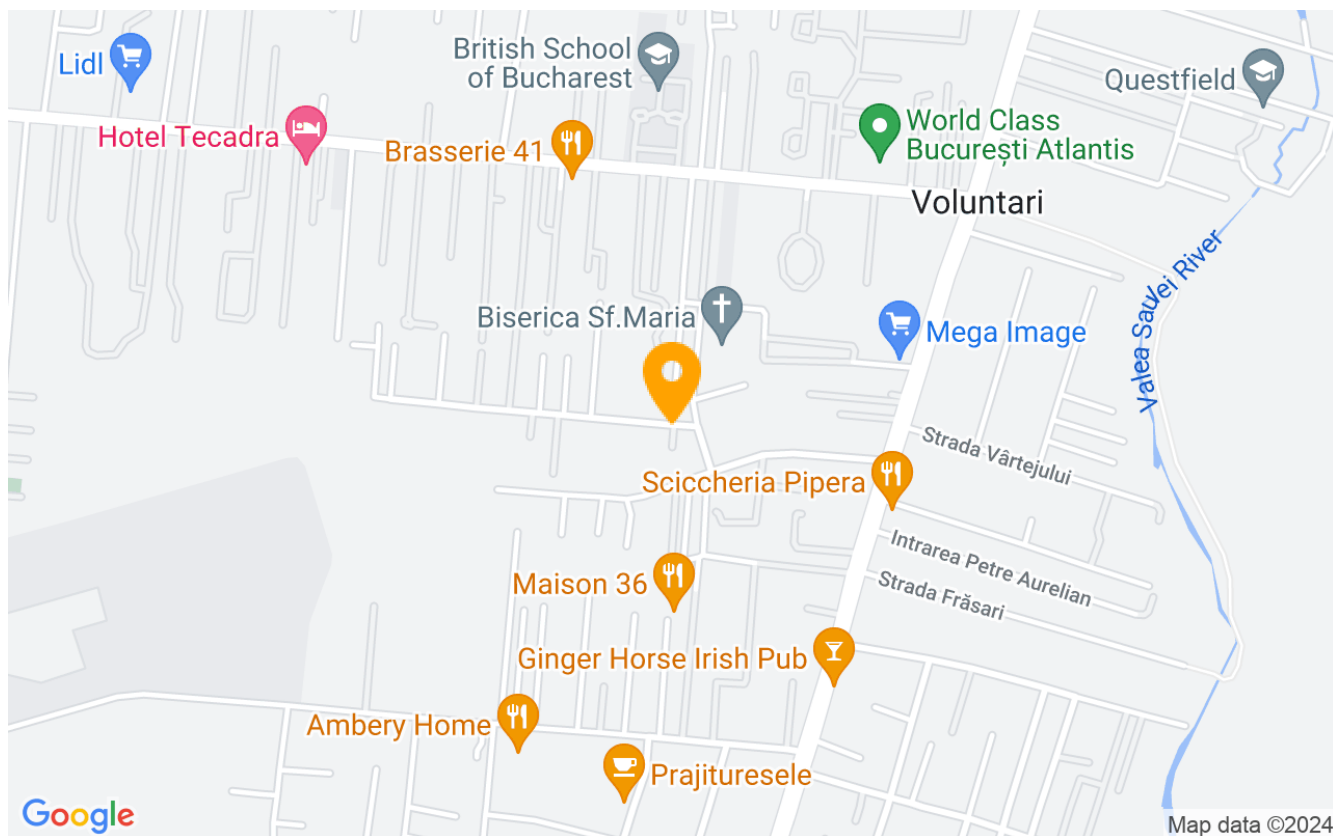 Lidl
British School
of Bucharest
Questfield
Hotel Tecadra
Brasserie 41
World Class
București Atlantis
Voluntari
Valea Saulei River
Biserica Sf.Maria
Mega Image
Strada Vârtejului
Sciccheria Pipera
Intrarea Petre Aurelian
Maison 36
Strada Frăsari
Ginger Horse Irish Pub
Ambery Home
Prajituresele
Google
Map data ©2024